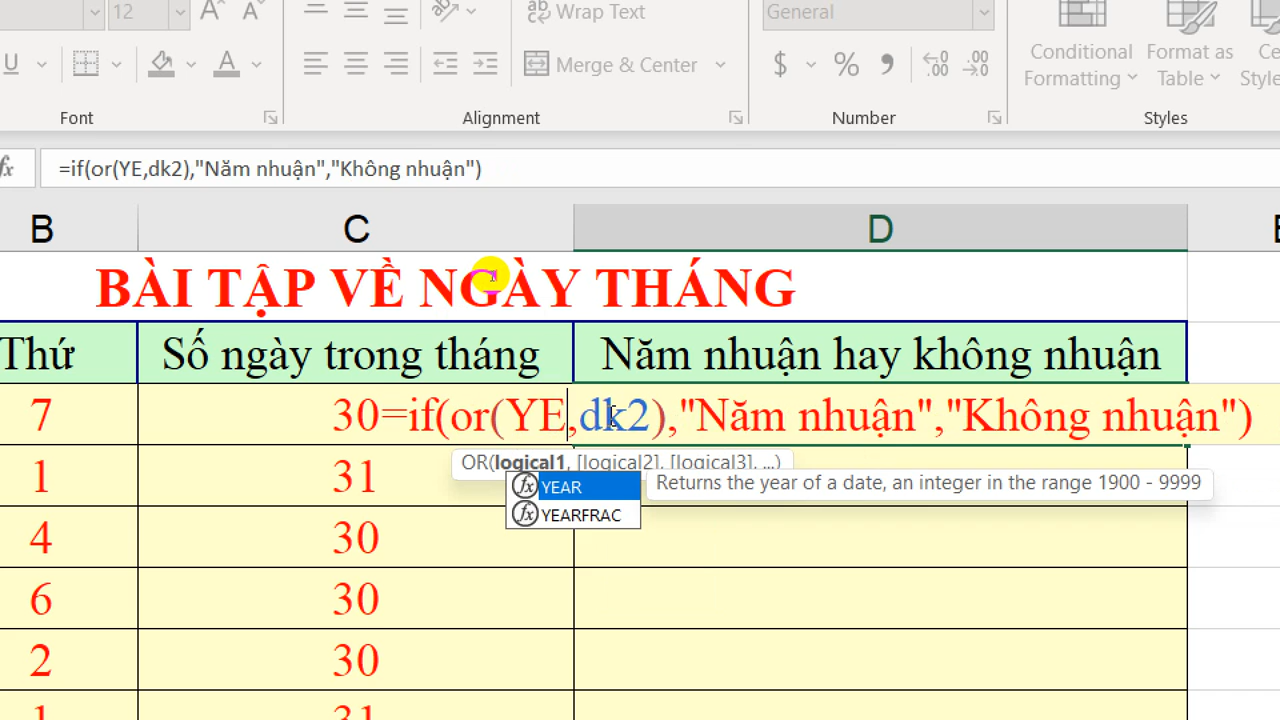 12
Wrap Text
General
U
A
Merge & Center
$ % 9
Conditional
Formatting
Format as
Table
Font
Alignment
Number
Styles
fx
=if(or(YE,dk2),"Năm nhuận","Không nhuận")
B C D
BÀI TẬP VỀ NGÀY THÁNG
Thứ Số ngày trong tháng Năm nhuận hay không nhuận
7 30 =if(or(YE,dk2),"Năm nhuận","Không nhuận")
OR(logical1, [logical2], [logical3], ...)
1 31
YEAR
Returns the year of a date, an integer in the range 1900 - 9999
YEARFRAC
4 30
6 30
2 30
1 31